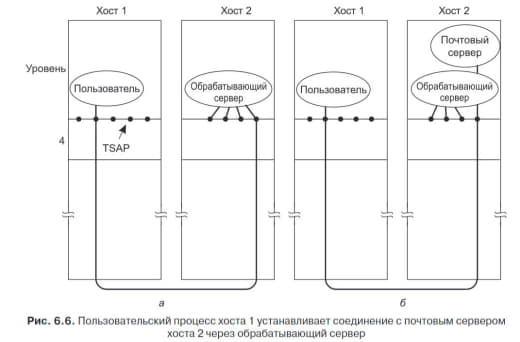 Хост 1
Хост 2
Хост 1
Хост 2
Почтовый
сервер
Уровень
Пользователь
Обрабатывающий
сервер
Пользователь
Обрабатывающий
сервер
4
TSAP
а
б
Рис. 6.6. Пользовательский процесс хоста 1 устанавливает соединение с почтовым сервером
хоста 2 через обрабатывающий сервер